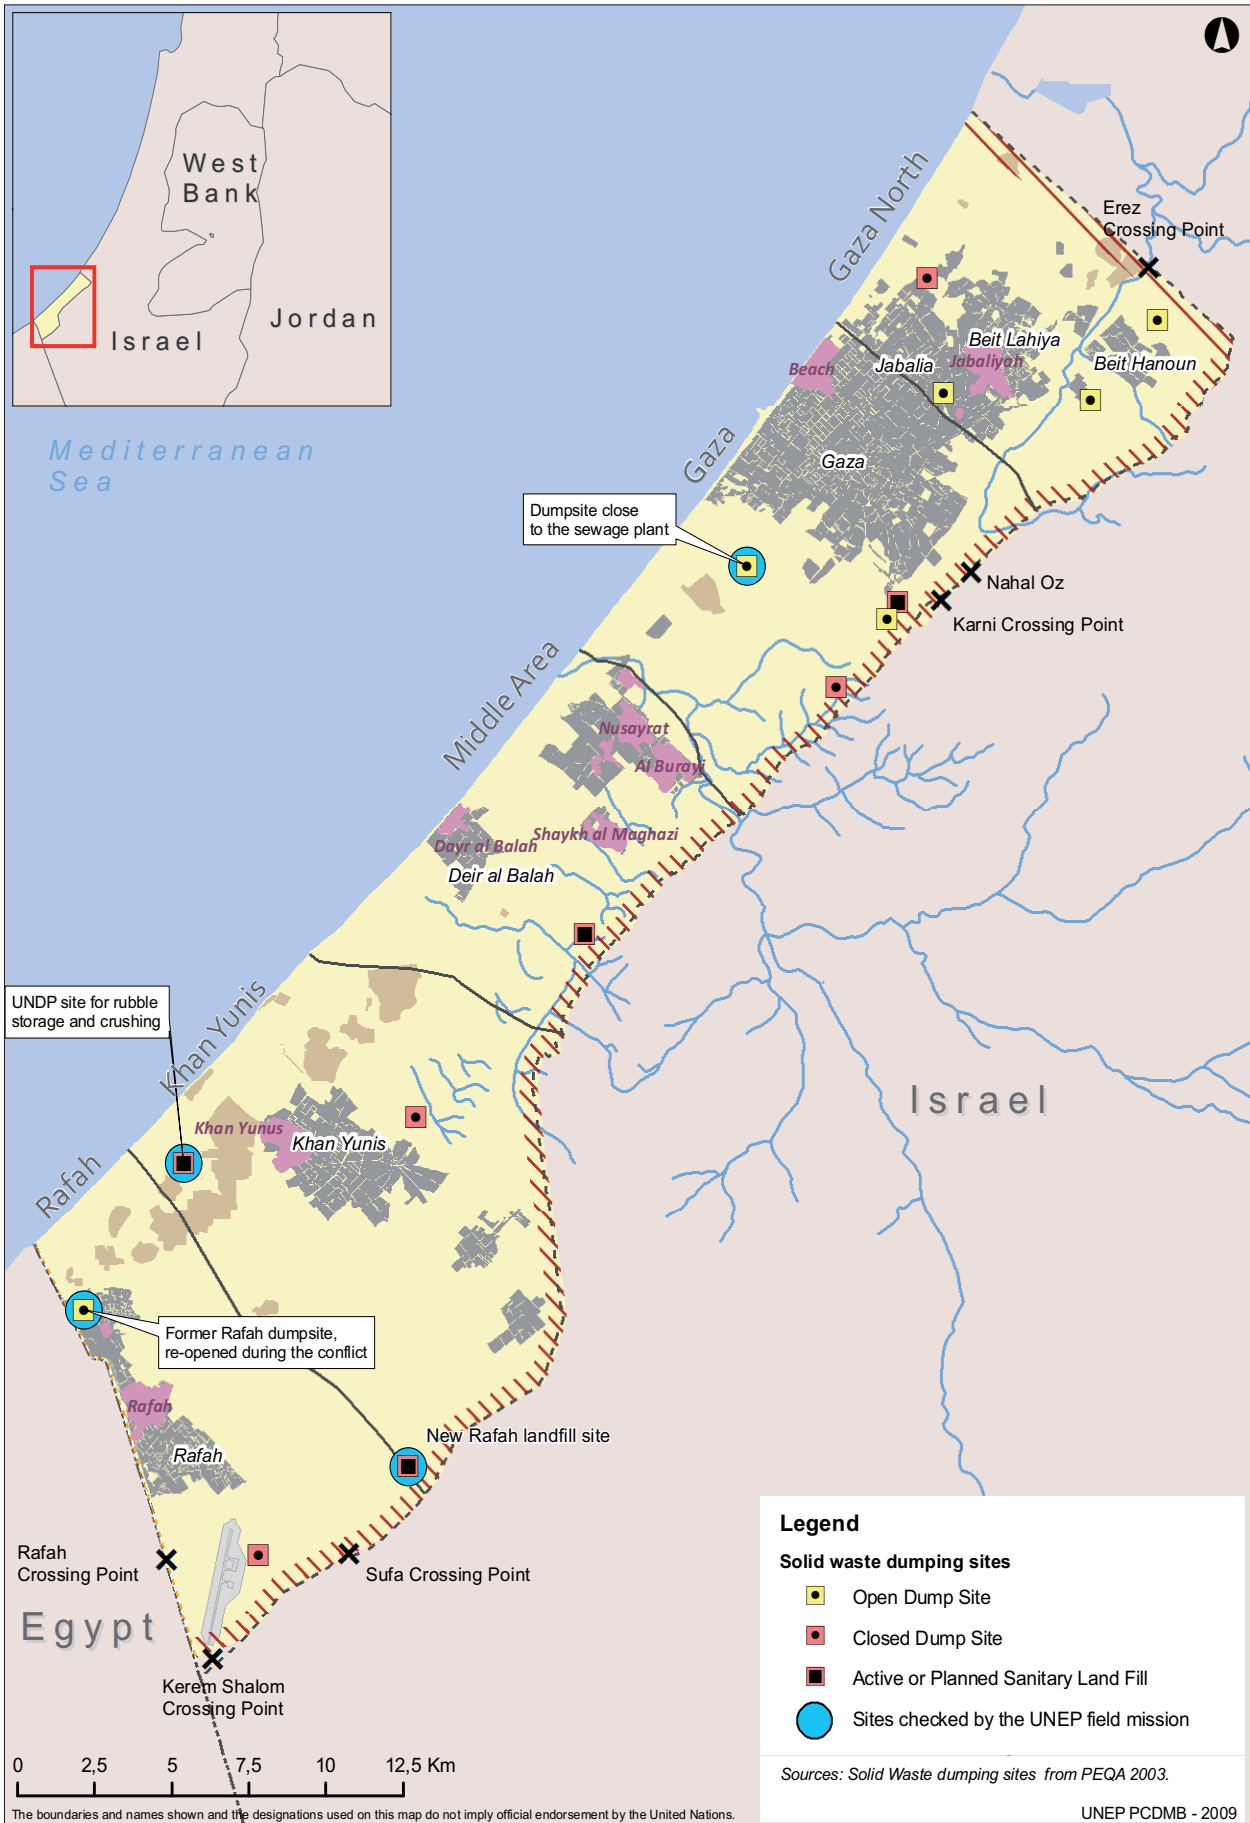 West
Bank
Israel
Jordan
Mediterranean
Sea
Gaza North
Erez
Crossing Point
Beit Lahiya
Jabalia
Jabaliyah
Beit Hanoun
Beach
Gaza
Gaza
Dumpsite close
to the sewage plant
Nahal Oz
Karni Crossing Point
Middle Area
Nusayrat
Al Burayj
Shaykh al Maghazi
Dayr al Balah
Deir al Balah
UNDP site for rubble
storage and crushing
Khan Yunis
Khan Yunus
Khan Yunis
Israel
Rafah
Former Rafah dumpsite,
re-opened during the conflict
Rafah
Rafah
New Rafah landfill site
Rafah
Crossing Point
Sufa Crossing Point
Egypt
Kerem Shalom
Crossing Point
Legend
Solid waste dumping sites
Open Dump Site
Closed Dump Site
Active or Planned Sanitary Land Fill
Sites checked by the UNEP field mission
0 2,5 5 7,5 10 12,5 Km
Sources: Solid Waste dumping sites from PEQA 2003.
The boundaries and names shown and the designations used on this map do not imply official endorsement by the United Nations.
UNEP PCDMB - 2009